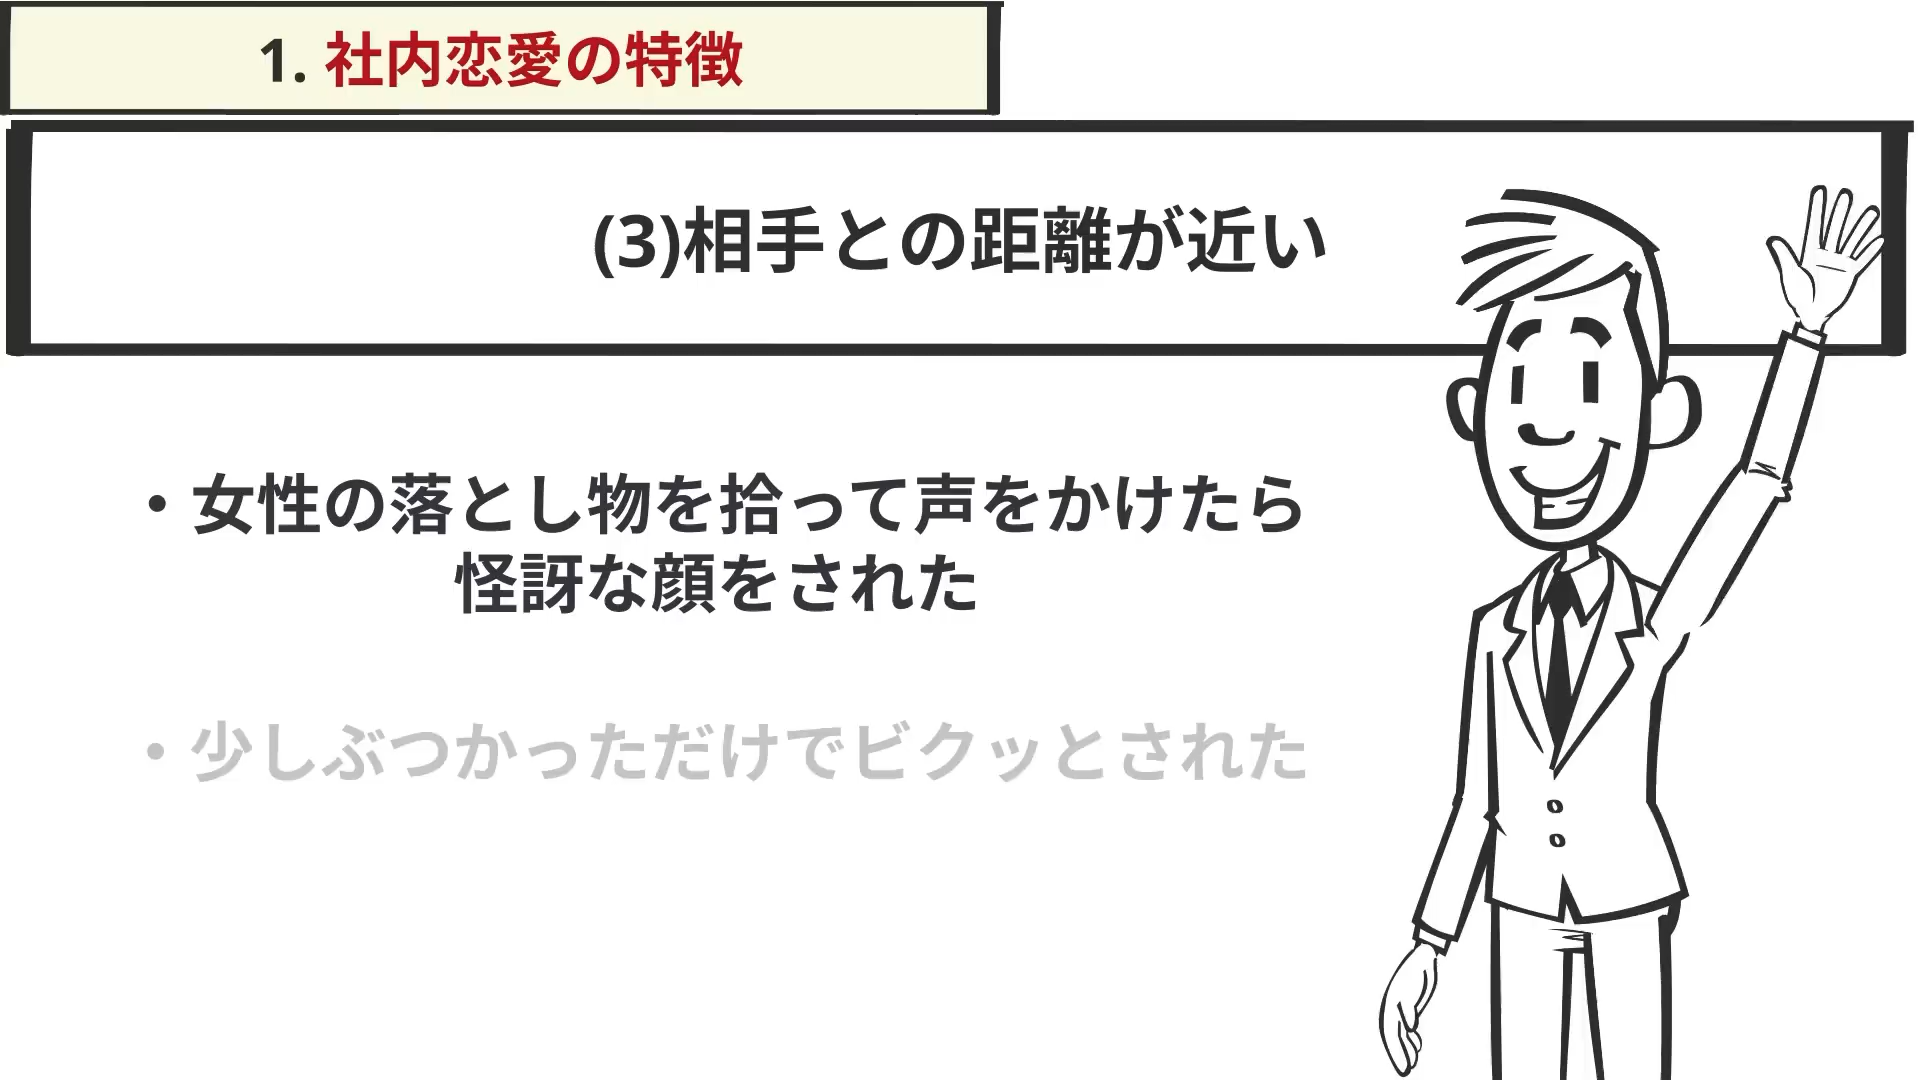 1. 社内恋愛の特徴
(3)相手との距離が近い
・女性の落とし物を拾って声をかけたら
怪訝な顔をされた
・少しぶつかっただけでビクッとされた